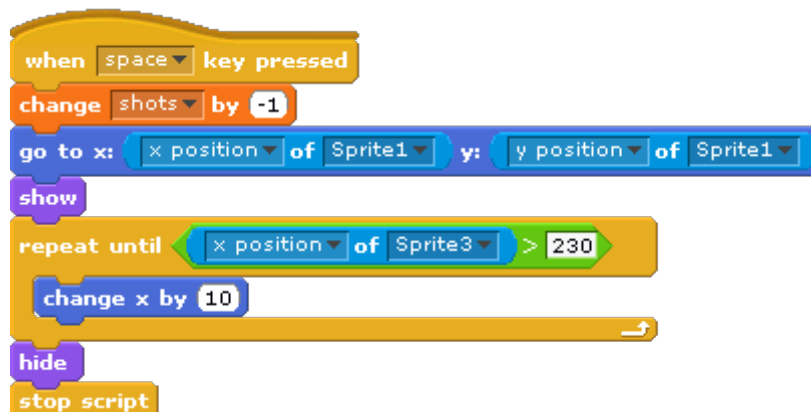 when space key pressed
change shots by -1
go to x: x position of Sprite1 y: y position of Sprite1
show
repeat until x position of Sprite3 > 230
change x by 10
hide
stop script